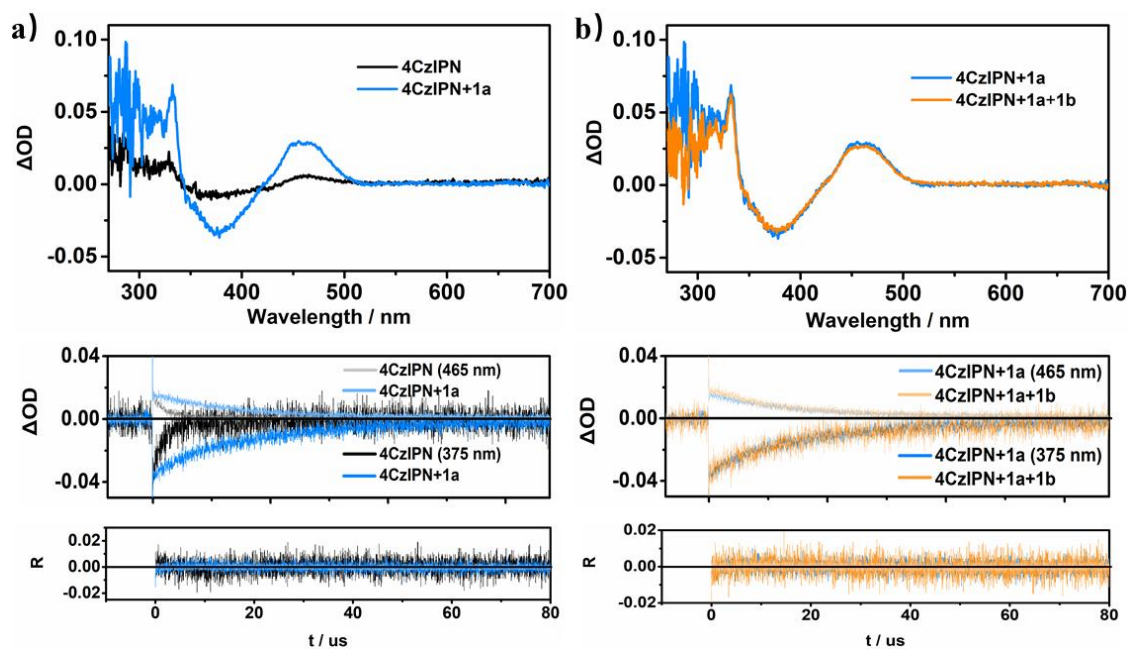 a)
0.10
0.05
0.00
-0.05
ΔOD
4CzIPN
4CzIPN+1a
300 400 500 600 700
Wavelength / nm
0.04
0.00
-0.04
ΔOD
4CzIPN (465 nm)
4CzIPN+1a
4CzIPN (375 nm)
4CzIPN+1a
0.02
0.00
-0.02
R
0 20 40 60 80
t / us
b)
0.10
0.05
0.00
-0.05
ΔOD
4CzIPN+1a
4CzIPN+1a+1b
300 400 500 600 700
Wavelength / nm
0.04
0.00
-0.04
ΔOD
4CzIPN+1a (465 nm)
4CzIPN+1a+1b
4CzIPN+1a (375 nm)
4CzIPN+1a+1b
0.02
0.00
-0.02
R
0 20 40 60 80
t / us